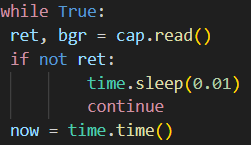 while True:
ret, bgr = cap.read()
if not ret:
time.sleep(0.01)
continue
now = time.time()